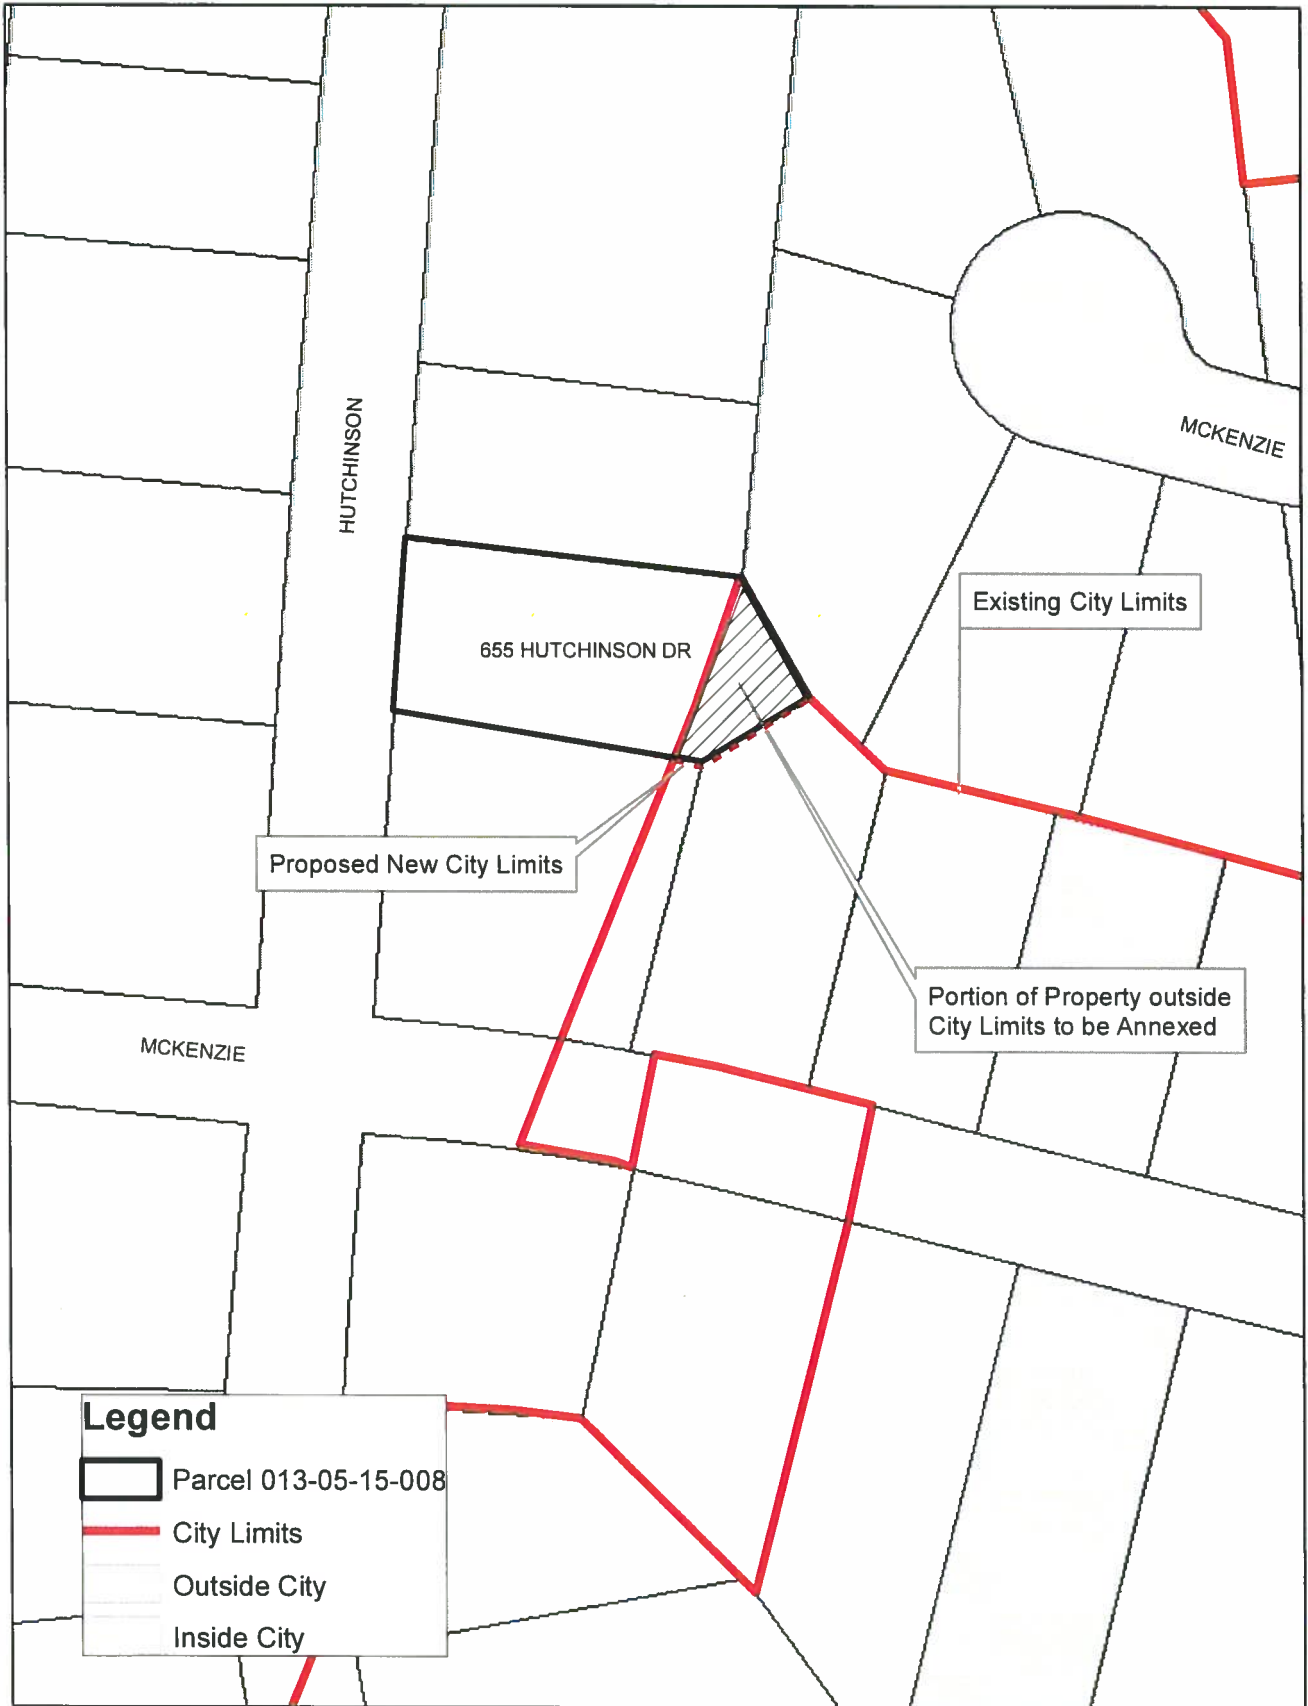 HUTCHINSON
MCKENZIE
Existing City Limits
655 HUTCHINSON DR
Proposed New City Limits
Portion of Property outside
City Limits to be Annexed
MCKENZIE
Legend
Parcel 013-05-15-008
City Limits
Outside City
Inside City